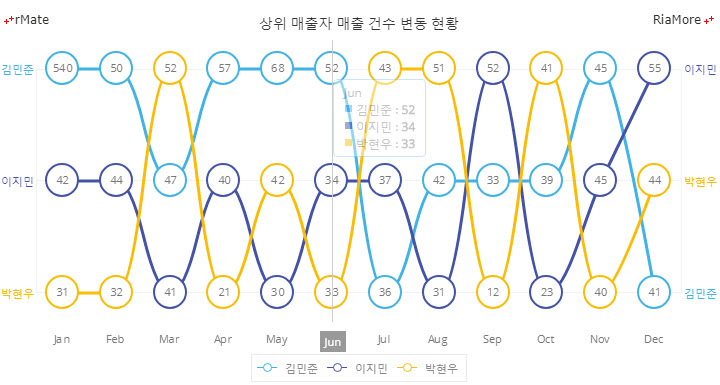 rMate 상위 매출자 매출 건수 변동 현황 RiaMore
김민준 540 50 52 57 68 52 43 51 52 41 45 55 이지민
Jun
김민준 : 52
이지민 : 34
박현우 : 33
이지민 42 44 47 40 42 34 37 42 33 39 45 44 박현우
박현우 31 32 41 21 30 33 36 31 12 23 40 41 김민준
Jan Feb Mar Apr May Jun Jul Aug Sep Oct Nov Dec
김민준 이지민 박현우